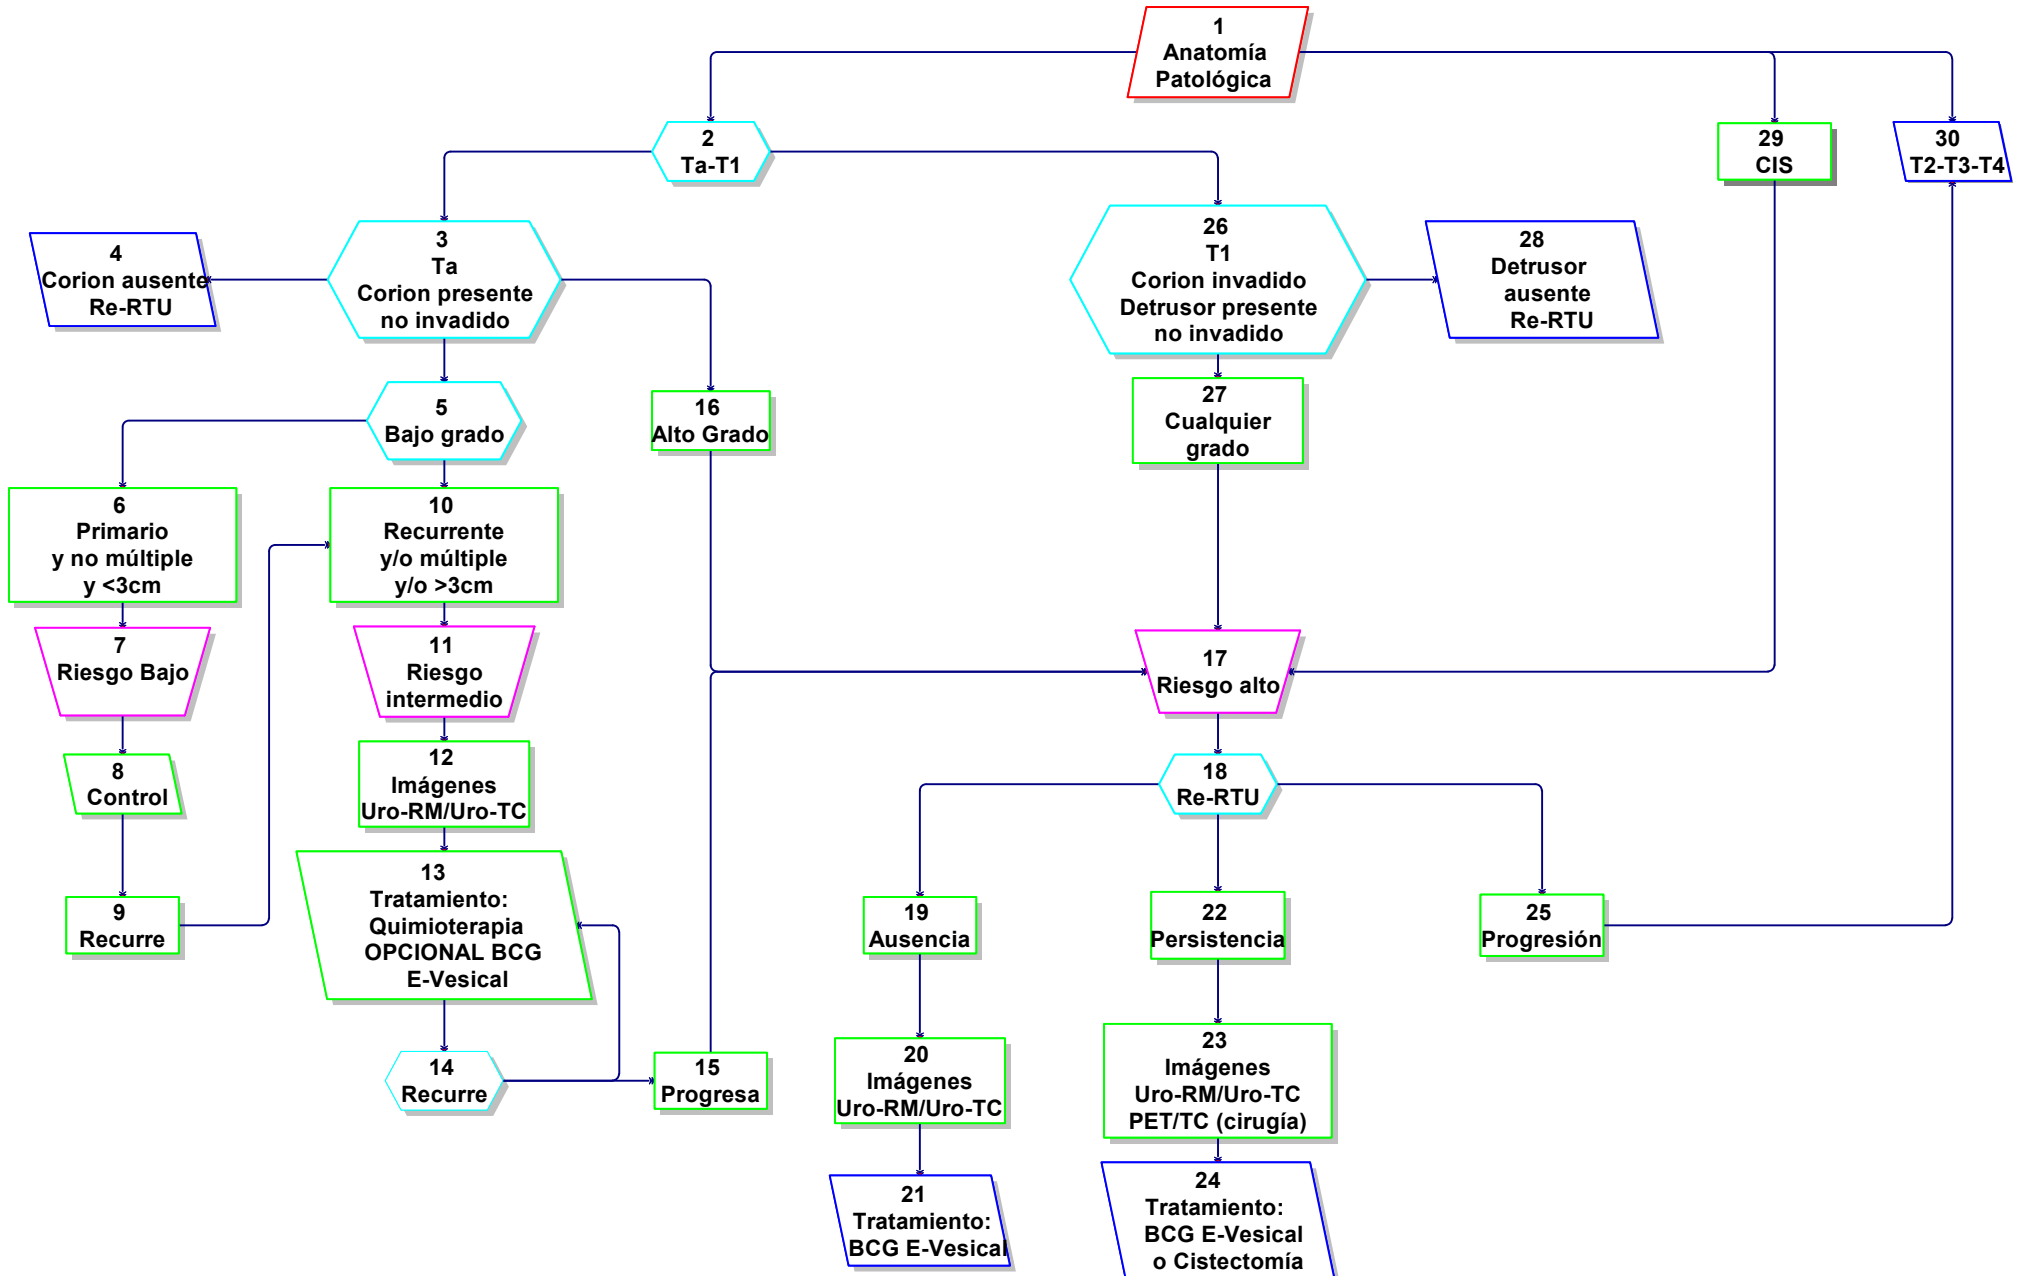 1
Anatomía
Patológica
2
Ta-T1
29
CIS
30
T2-T3-T4
3
Ta
Corion presente
no invadido
4
Corion ausente
Re-RTU
26
T1
Corion invadido
Detrusor presente
no invadido
28
Detrusor
ausente
Re-RTU
5
Bajo grado
16
Alto Grado
27
Cualquier
grado
6
Primario
y no múltiple
y <3cm
10
Recurrente
y/o múltiple
y/o >3cm
7
Riesgo Bajo
11
Riesgo
intermedio
17
Riesgo alto
8
Control
12
Imágenes
Uro-RM/Uro-TC
18
Re-RTU
13
Tratamiento:
Quimioterapia
OPCIONAL BCG
E-Vesical
9
Recurre
19
Ausencia
22
Persistencia
25
Progresión
14
Recurre
15
Progresa
20
Imágenes
Uro-RM/Uro-TC
23
Imágenes
Uro-RM/Uro-TC
PET/TC (cirugía)
21
Tratamiento:
BCG E-Vesical
24
Tratamiento:
BCG E-Vesical
o Cistectomía